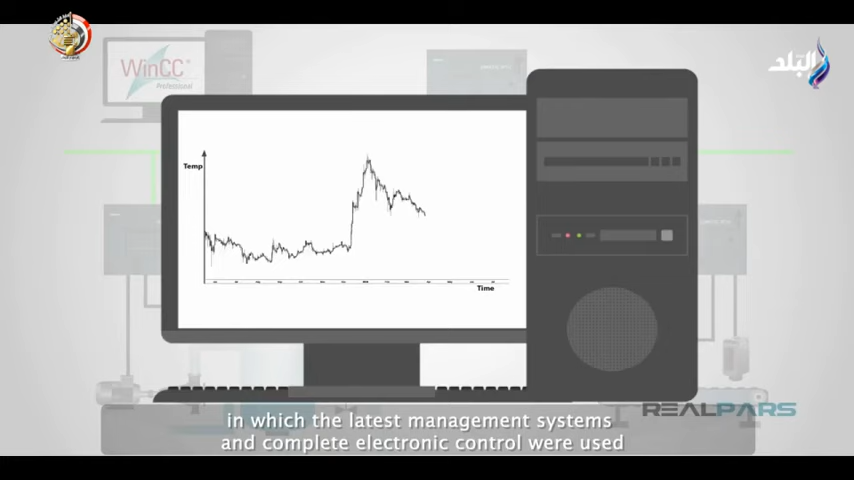 WinCC®
Professional
البلد
Temp
Time
REALPARS
in which the latest management systems
and complete electronic control were used